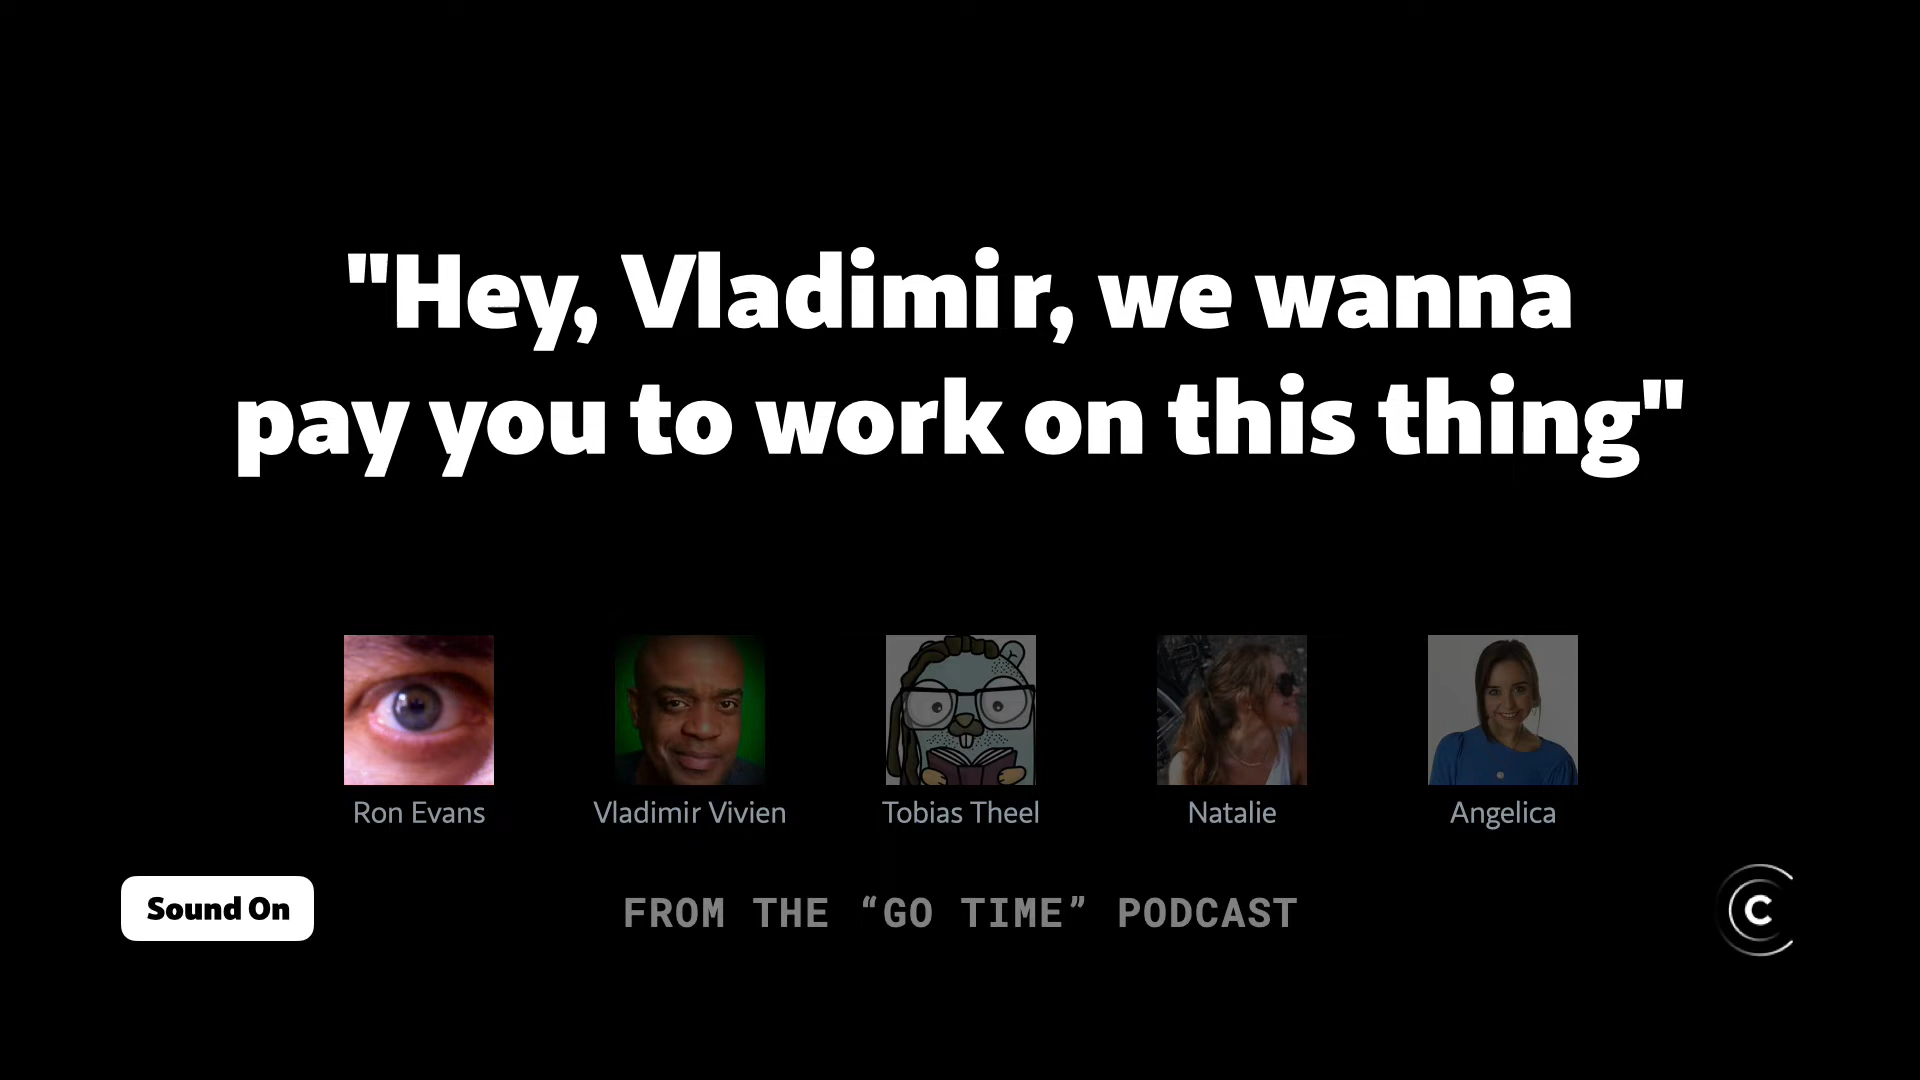 "Hey, Vladimir, we wanna
pay you to work on this thing"
Ron Evans
Vladimir Vivien
Tobias Theel
Natalie
Angelica
Sound On
FROM THE “GO TIME” PODCAST
C